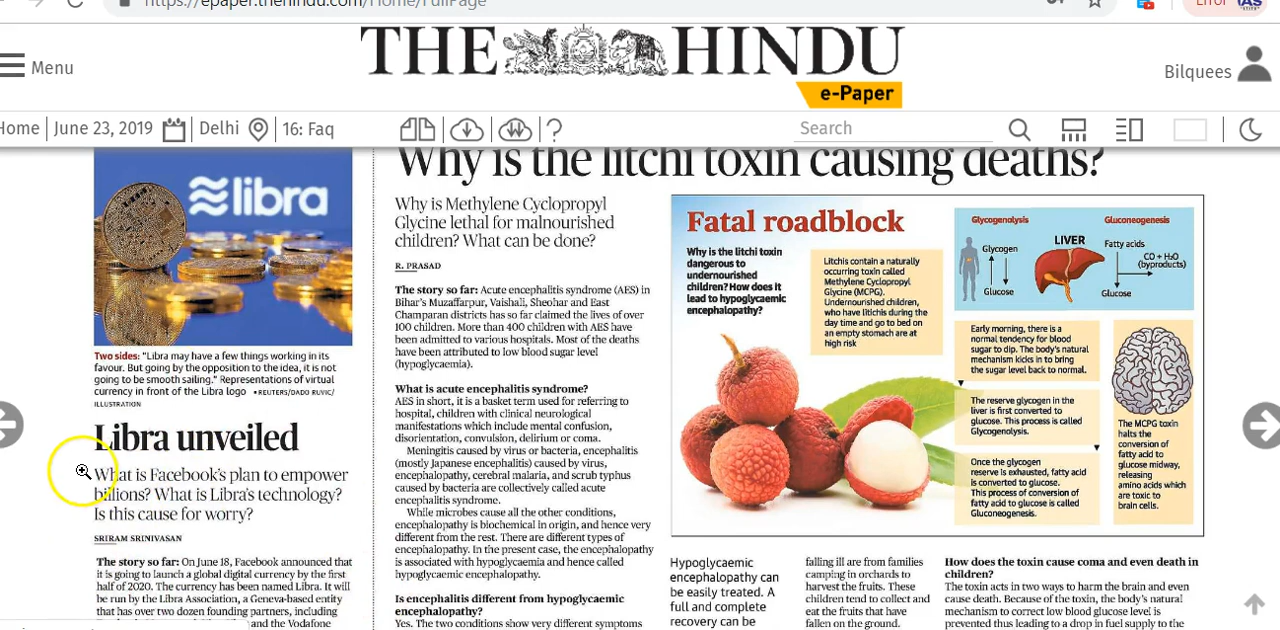 https://epaper.thehindu.com/Home/FullPage
Error
IAS
Menu
THE HINDU
e-Paper
Bilquees
Home
June 23, 2019
Delhi
16: Faq
?
Search
libra
Two sides: "Libra may have a few things working in its
favour. But going by the opposition to the idea, it is not
going to be smooth sailing." Representations of virtual
currency in front of the Libra logo •REUTERS/DADO RUVIC/
ILLUSTRATION
Libra unveiled
What is Facebook's plan to empower
billions? What is Libra's technology?
Is this cause for worry?
SRIRAM SRINIVASAN
The story so far: On June 18, Facebook announced that
it is going to launch a global digital currency by the first
half of 2020. The currency has been named Libra. It will
be run by the Libra Association, a Geneva-based entity
that has over two dozen founding partners, including
and the Vodafone
Why is the litchi toxin causing deaths?
Why is Methylene Cyclopropyl
Glycine lethal for malnourished
children? What can be done?
R. PRASAD
The story so far: Acute encephalitis syndrome (AES) in
Bihar's Muzaffarpur, Vaishali, Sheohar and East
Champaran districts has so far claimed the lives of over
100 children. More than 400 children with AES have
been admitted to various hospitals. Most of the deaths
have been attributed to low blood sugar level
(hypoglycaemia).
What is acute encephalitis syndrome?
AES in short, it is a basket term used for referring to
hospital, children with clinical neurological
manifestations which include mental confusion,
disorientation, convulsion, delirium or coma.
Meningitis caused by virus or bacteria, encephalitis
(mostly Japanese encephalitis) caused by virus,
encephalopathy, cerebral malaria, and scrub typhus
caused by bacteria are collectively called acute
encephalitis syndrome.
While microbes cause all the other conditions,
encephalopathy is biochemical in origin, and hence very
different from the rest. There are different types of
encephalopathy. In the present case, the encephalopathy
is associated with hypoglycaemia and hence called
hypoglycaemic encephalopathy.
Is encephalitis different from hypoglycaemic
encephalopathy?
Yes. The two conditions show very different symptoms
Fatal roadblock
Why is the litchi toxin
dangerous to
undernourished
children? How does it
lead to hypoglycaemic
encephalopathy?
Litchis contain a naturally
occurring toxin called
Methylene Cyclopropyl
Glycine (MCPG).
Undernourished children,
who have litichis during the
day time and go to bed on
an empty stomach are at
high risk
Glycogenolysis
Glycogen
Glucose
LIVER
Gluconeogenesis
Fatty acids
CO + H₂O
(byproducts)
Glucose
Early morning, there is a
normal tendency for blood
sugar to dip. The body's natural
mechanism kicks in to bring
the sugar level back to normal.
The reserve glycogen in the
liver is first converted to
glucose. This process is called
Glycogenolysis.
Once the glycogen
reserve is exhausted, fatty acid
is converted to glucose.
This process of conversion of
fatty acid to glucose is called
Gluconeogenesis.
The MCPG toxin
halts the
conversion of
fatty acid to
glucose midway,
releasing
amino acides which
are toxic to
brain cells.
Hypoglycaemic
encephalopathy can
be easily treated. A
full and complete
recovery can be
falling ill are from families
camping in orchards to
harvest the fruits. These
children tend to collect and
eat the fruits that have
fallen on the ground.
How does the toxin cause coma and even death in
children?
The toxin acts in two ways to harm the brain and even
cause death. Because of the toxin, the body's natural
mechanism to correct low blood glucose level is
prevented thus leading to a drop in fuel supply to the